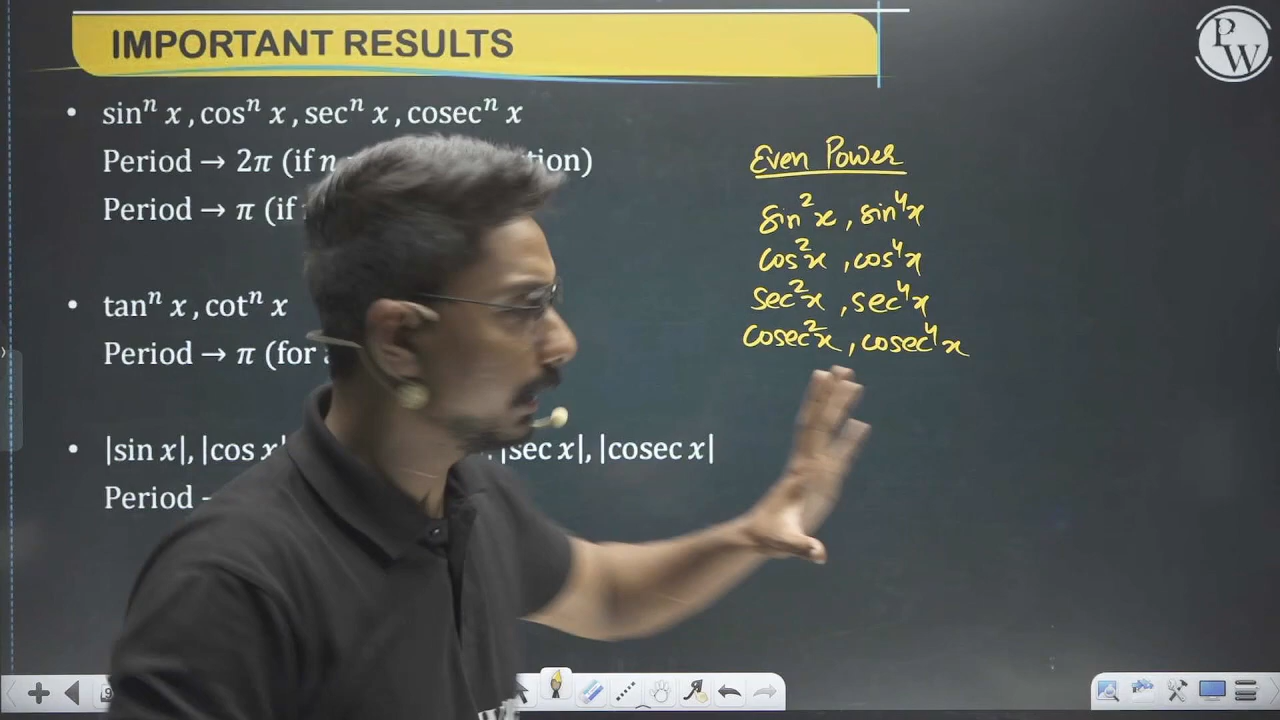 IMPORTANT RESULTS
PW
• sinⁿ x , cosⁿ x , secⁿ x , cosecⁿ x
Period → 2π (if n
Period → π (if
• tanⁿ x , cotⁿ x
Period → π (for
• |sin x|, |cos x| |sec x|, |cosec x|
Period
Even Power
sin²x , sin⁴x
cos²x , cos⁴x
sec²x , sec⁴x
cosec²x , cosec⁴x